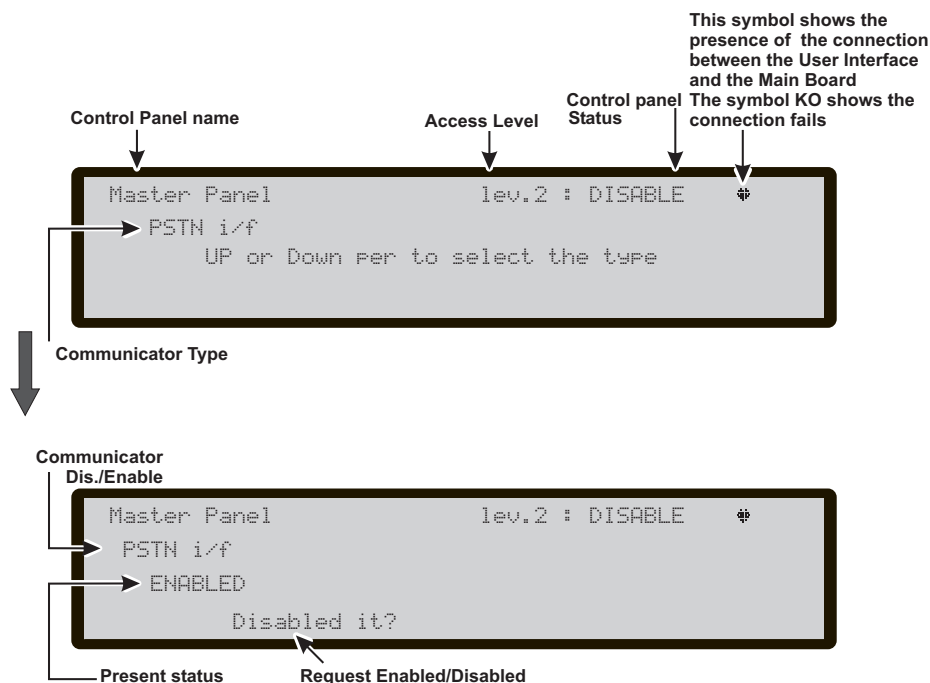 This symbol shows the
presence of the connection
between the User Interface
and the Main Board
The symbol KO shows the
connection fails
Control panel
Status
Access Level
Control Panel name
Master Panel lev.2 : DISABLE
PSTN i/f
UP or Down per to select the type
Communicator Type
Communicator
Dis./Enable
Master Panel lev.2 : DISABLE
PSTN i/f
ENABLED
Disabled it?
Present status
Request Enabled/Disabled